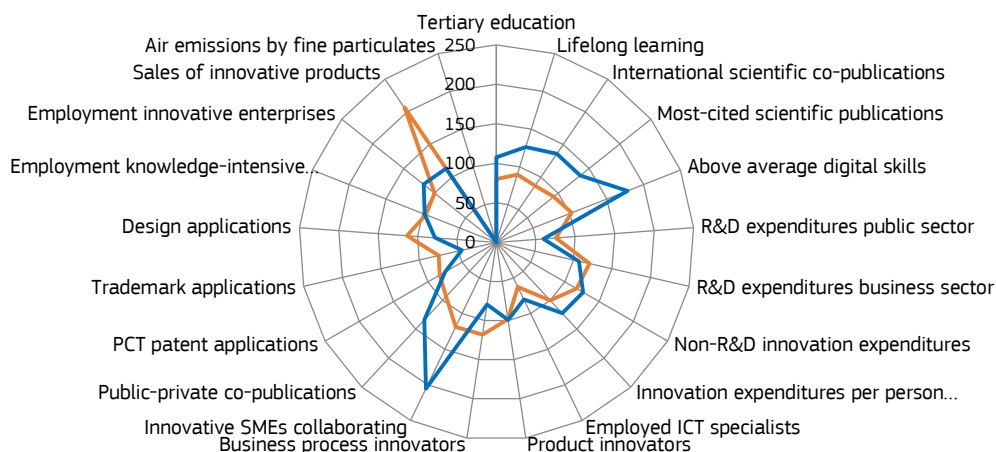 Tertiary education
Lifelong learning
International scientific co-publications
Most-cited scientific publications
Above average digital skills
R&D expenditures public sector
R&D expenditures business sector
Non-R&D innovation expenditures
Innovation expenditures per person...
Employed ICT specialists
Product innovators
Business process innovators
Innovative SMEs collaborating
Public-private co-publications
PCT patent applications
Trademark applications
Design applications
Employment knowledge-intensive...
Employment innovative enterprises
Sales of innovative products
Air emissions by fine particulates
250
200
150
100
50
0